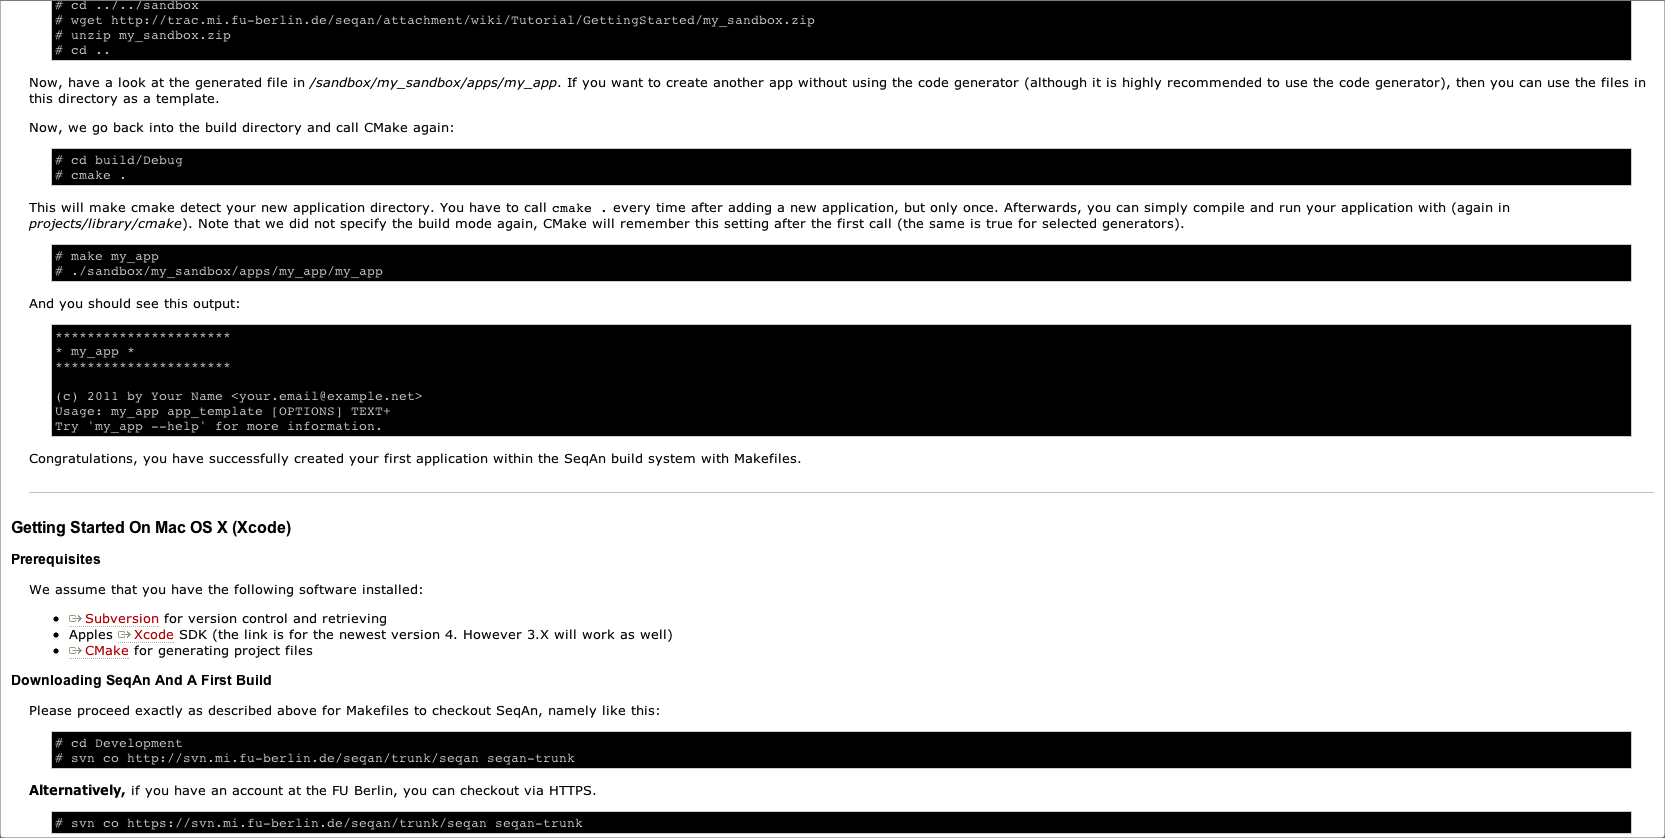 # cd ../../sandbox
# wget http://trac.mi.fu-berlin.de/seqan/attachment/wiki/Tutorial/GettingStarted/my_sandbox.zip
# unzip my_sandbox.zip
# cd ..
Now, have a look at the generated file in /sandbox/my_sandbox/apps/my_app. If you want to create another app without using the code generator (although it is highly recommended to use the code generator), then you can use the files in
this directory as a template.
Now, we go back into the build directory and call CMake again:
# cd build/Debug
# cmake .
This will make cmake detect your new application directory. You have to call cmake . every time after adding a new application, but only once. Afterwards, you can simply compile and run your application with (again in
projects/library/cmake). Note that we did not specify the build mode again, CMake will remember this setting after the first call (the same is true for selected generators).
# make my_app
# ./sandbox/my_sandbox/apps/my_app/my_app
And you should see this output:
**********************
* my_app *
**********************
(c) 2011 by Your Name <your.email@example.net>
Usage: my_app app_template [OPTIONS] TEXT+
Try 'my_app --help' for more information.
Congratulations, you have successfully created your first application within the SeqAn build system with Makefiles.
Getting Started On Mac OS X (Xcode)
Prerequisites
We assume that you have the following software installed:
• Subversion for version control and retrieving
• Apples Xcode SDK (the link is for the newest version 4. However 3.X will work as well)
• CMake for generating project files
Downloading SeqAn And A First Build
Please proceed exactly as described above for Makefiles to checkout SeqAn, namely like this:
# cd Development
# svn co http://svn.mi.fu-berlin.de/seqan/trunk/seqan seqan-trunk
Alternatively, if you have an account at the FU Berlin, you can checkout via HTTPS.
# svn co https://svn.mi.fu-berlin.de/seqan/trunk/seqan seqan-trunk